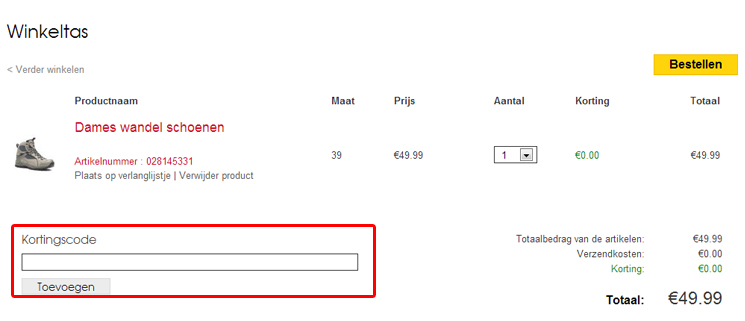 Winkeltas
< Verder winkelen
Bestellen
Productnaam Maat Prijs Aantal Korting Totaal
Dames wandel schoenen
39 €49.99 1 €0.00 €49.99
Artikelnummer : 028145331
Plaats op verlanglijstje | Verwijder product
Kortingscode
Toevoegen
Totaalbedrag van de artikelen: €49.99
Verzendkosten: €0.00
Korting: €0.00
Totaal: €49.99